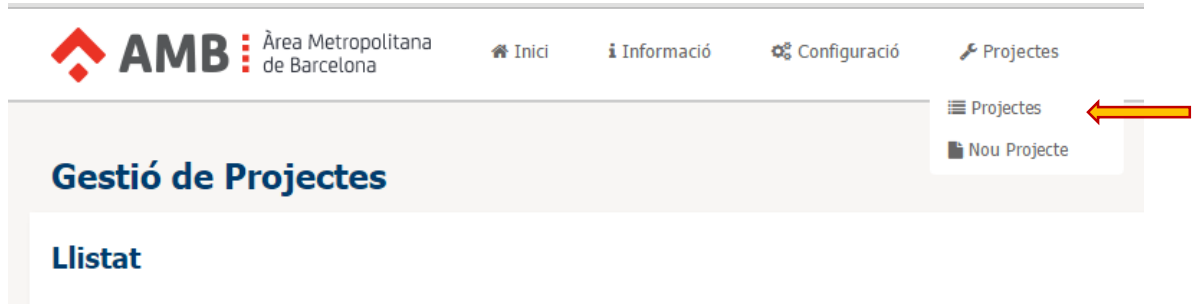 AMB Àrea Metropolitana
de Barcelona
Inici
Informació
Configuració
Projectes
Projectes
Nou Projecte
Gestió de Projectes
Llistat